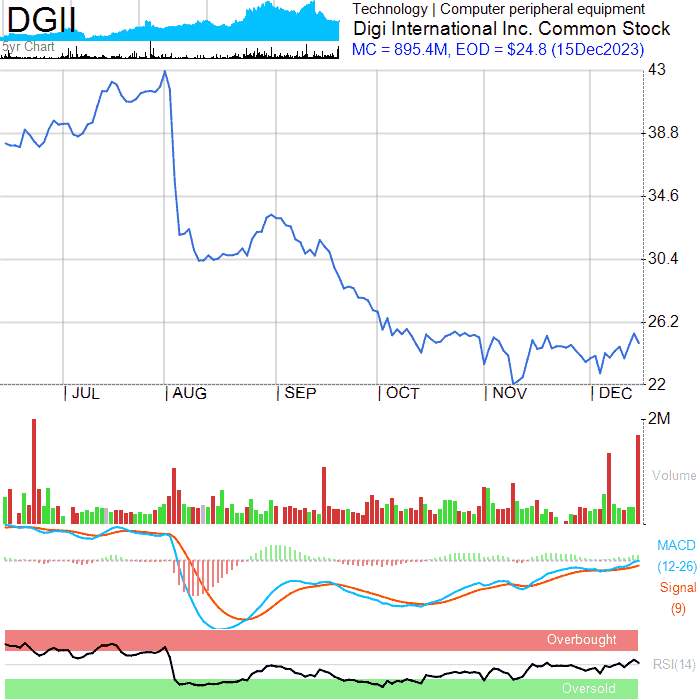 DGII
5yr Chart
Technology | Computer peripheral equipment
Digi International Inc. Common Stock
MC = 895.4M, EOD = $24.8 (15Dec2023)
43
38.8
34.6
30.4
26.2
22
JUL
AUG
SEP
OCT
NOV
DEC
2M
Volume
MACD
(12-26)
Signal
(9)
Overbought
RSI(14)
Oversold